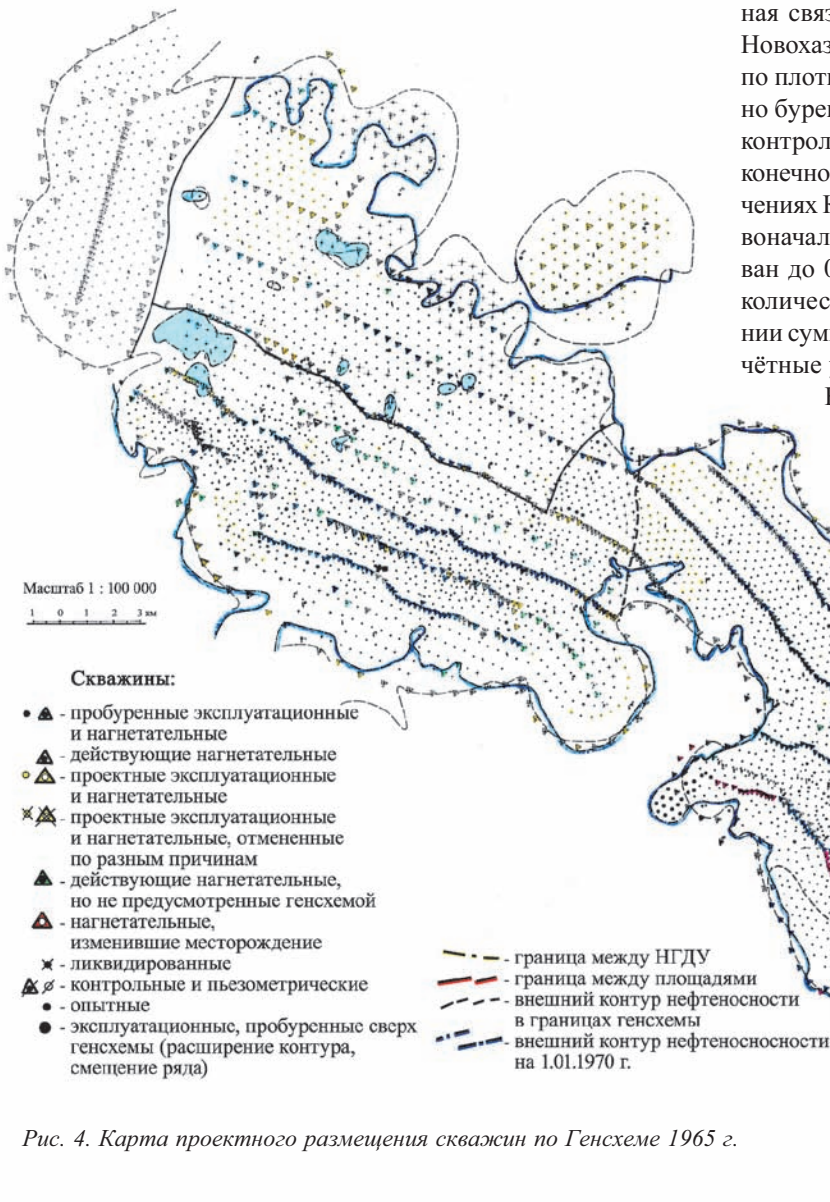 ная связ
Новохаз
по плотн
но бурен
контрол
конечно
чениях К
воначал
ван до 0
количес
нии сумм
чётные р
Масштаб 1 : 100 000
1 0 1 2 3 км
Скважины:
- пробуренные эксплуатационные
и нагнетательные
- действующие нагнетательные
- проектные эксплуатационные
и нагнетательные
- проектные эксплуатационные
и нагнетательные, отмененные
по разным причинам
- действующие нагнетательные,
но не предусмотренные генсхемой
- нагнетательные,
изменившие месторождение
- ликвидированные
- контрольные и пьезометрические
- опытные
- эксплуатационные, пробуренные сверх
генсхемы (расширение контура,
смещение ряда)
- граница между НГДУ
- граница между площадями
- внешний контур нефтеносности
в границах генсхемы
- внешний контур нефтеносносности
на 1.01.1970 г.
Рис. 4. Карта проектного размещения скважин по Генсхеме 1965 г.